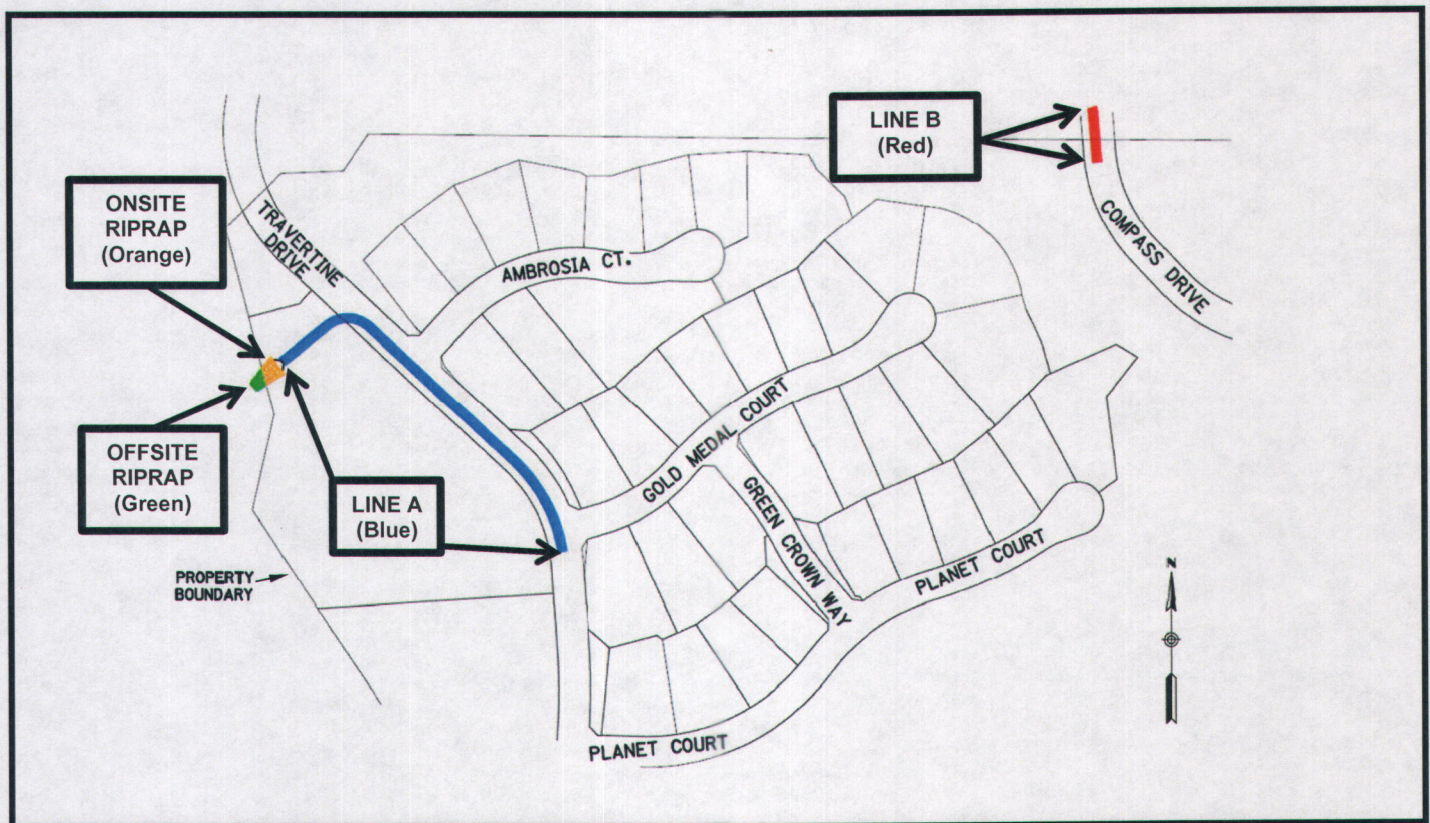 LINE B
(Red)
ONSITE
RIPRAP
(Orange)
TRAVERTINE
DRIVE
AMBROSIA CT.
COMPASS DRIVE
OFFSITE
RIPRAP
(Green)
LINE A
(Blue)
GOLD MEDAL COURT
GREEN CROWN WAY
PLANET COURT
PROPERTY
BOUNDARY
N
PLANET COURT